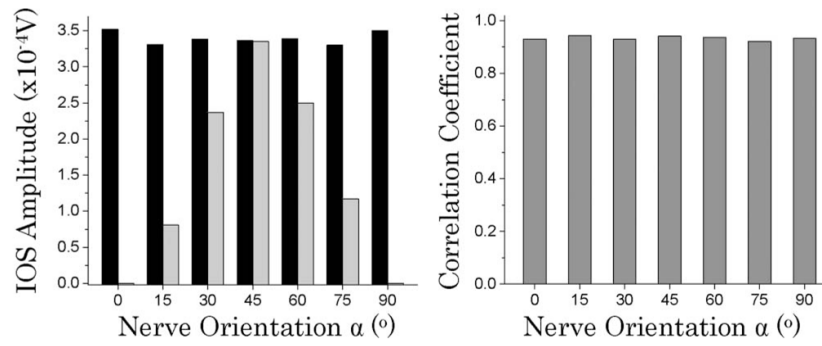 IOS Amplitude (x10⁻⁴V)
3.5
3.0
2.5
2.0
1.5
1.0
0.5
0.0
0 15 30 45 60 75 90
Nerve Orientation α (º)
Correlation Coefficient
1.0
0.8
0.6
0.4
0.2
0.0
0 15 30 45 60 75 90
Nerve Orientation α (º)